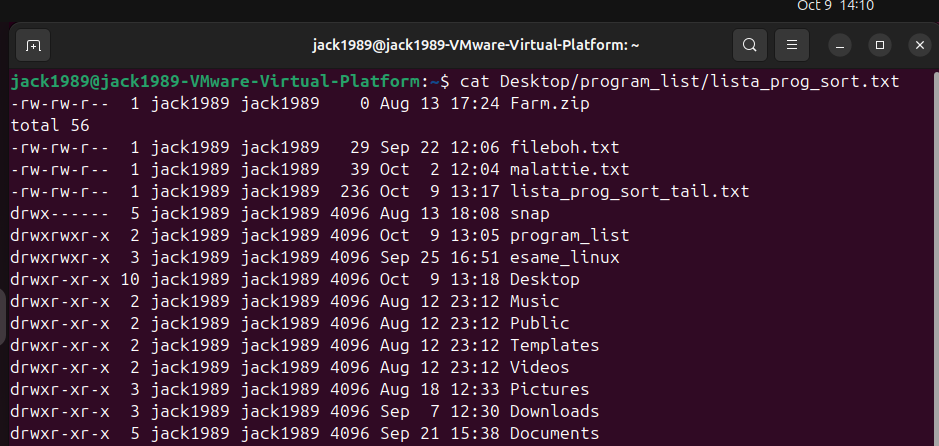 Oct 9 14:10
jack1989@jack1989-VMware-Virtual-Platform: ~
jack1989@jack1989-VMware-Virtual-Platform:~$ cat Desktop/program_list/lista_prog_sort.txt
-rw-rw-r--  1 jack1989 jack1989    0 Aug 13 17:24 Farm.zip
total 56
-rw-rw-r--  1 jack1989 jack1989   29 Sep 22 12:06 fileboh.txt
-rw-rw-r--  1 jack1989 jack1989   39 Oct  2 12:04 malattie.txt
-rw-rw-r--  1 jack1989 jack1989  236 Oct  9 13:17 lista_prog_sort_tail.txt
drwx------  5 jack1989 jack1989 4096 Aug 13 18:08 snap
drwxrwxr-x  2 jack1989 jack1989 4096 Oct  9 13:05 program_list
drwxrwxr-x  3 jack1989 jack1989 4096 Sep 25 16:51 esame_linux
drwxr-xr-x 10 jack1989 jack1989 4096 Oct  9 13:18 Desktop
drwxr-xr-x  2 jack1989 jack1989 4096 Aug 12 23:12 Music
drwxr-xr-x  2 jack1989 jack1989 4096 Aug 12 23:12 Public
drwxr-xr-x  2 jack1989 jack1989 4096 Aug 12 23:12 Templates
drwxr-xr-x  2 jack1989 jack1989 4096 Aug 12 23:12 Videos
drwxr-xr-x  3 jack1989 jack1989 4096 Aug 18 12:33 Pictures
drwxr-xr-x  3 jack1989 jack1989 4096 Sep  7 12:30 Downloads
drwxr-xr-x  5 jack1989 jack1989 4096 Sep 21 15:38 Documents